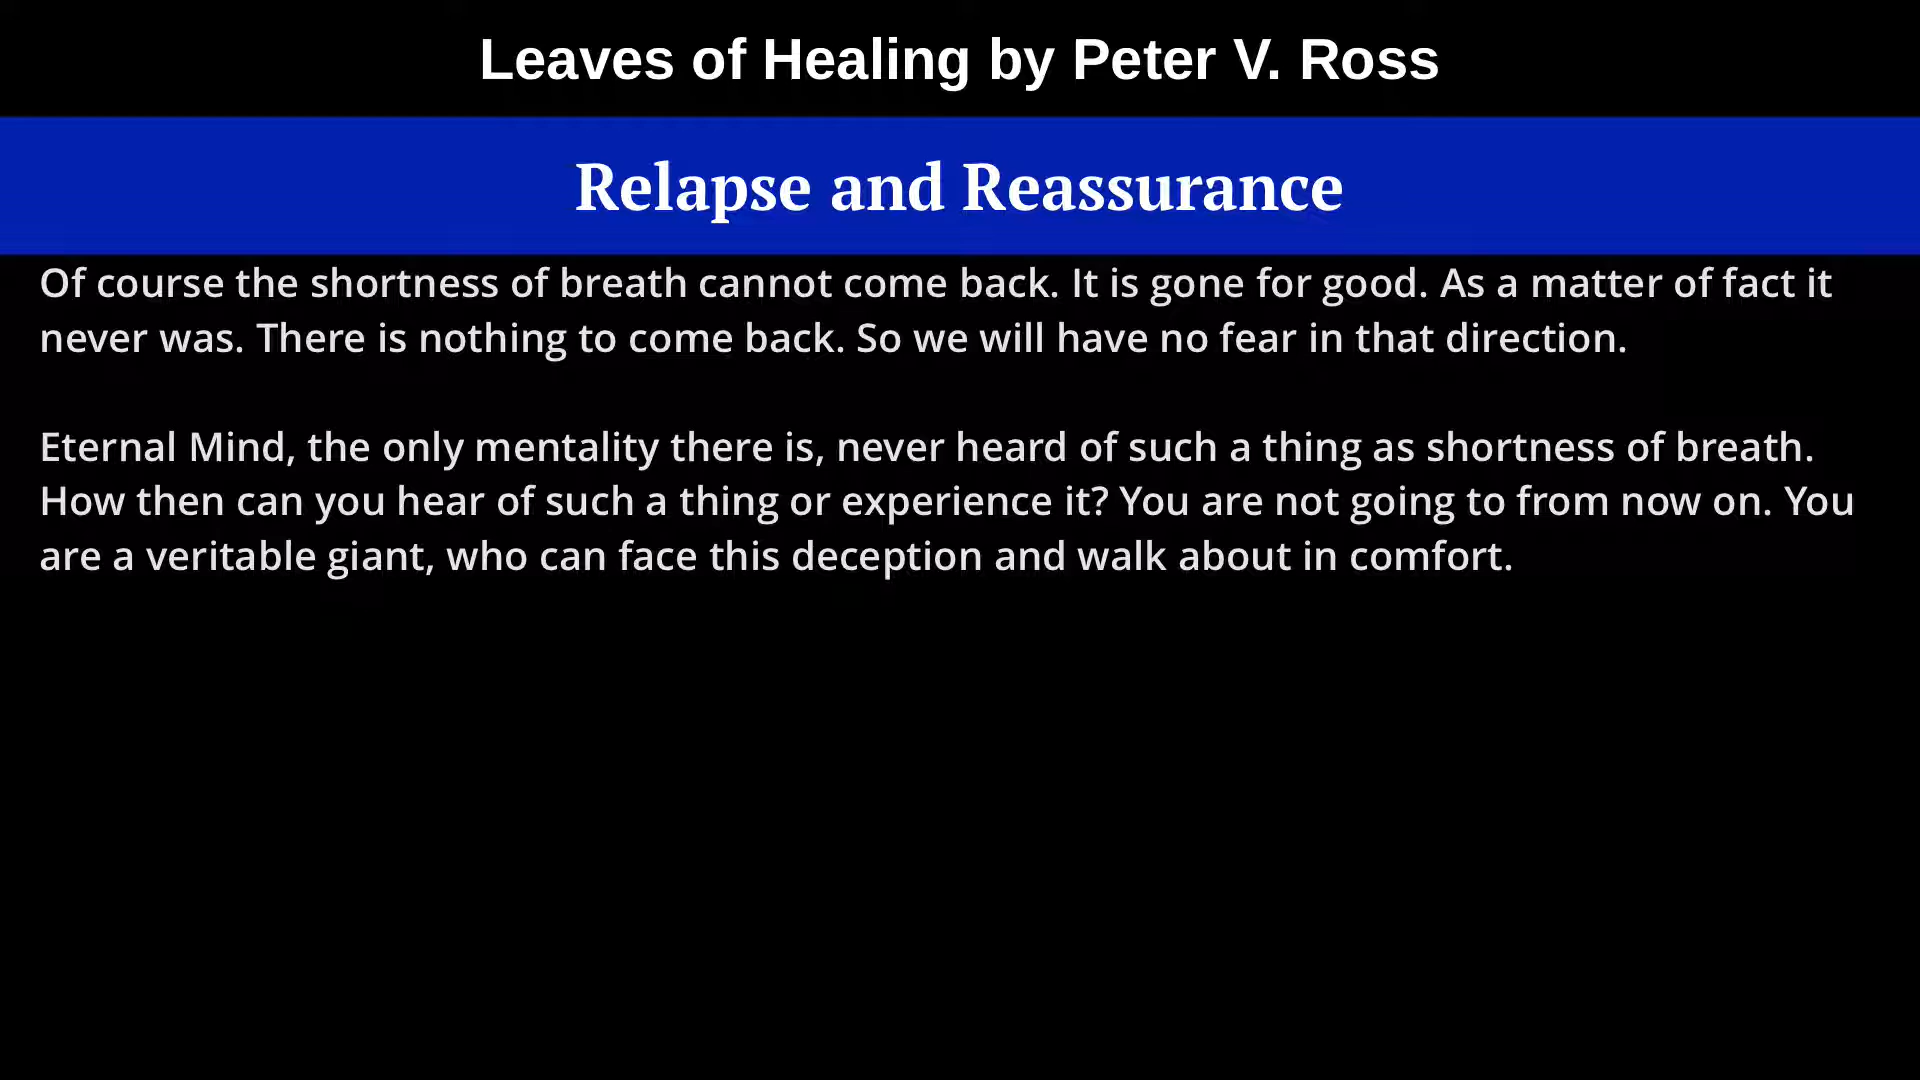 Leaves of Healing by Peter V. Ross
Relapse and Reassurance
Of course the shortness of breath cannot come back. It is gone for good. As a matter of fact it
never was. There is nothing to come back. So we will have no fear in that direction.
Eternal Mind, the only mentality there is, never heard of such a thing as shortness of breath.
How then can you hear of such a thing or experience it? You are not going to from now on. You
are a veritable giant, who can face this deception and walk about in comfort.